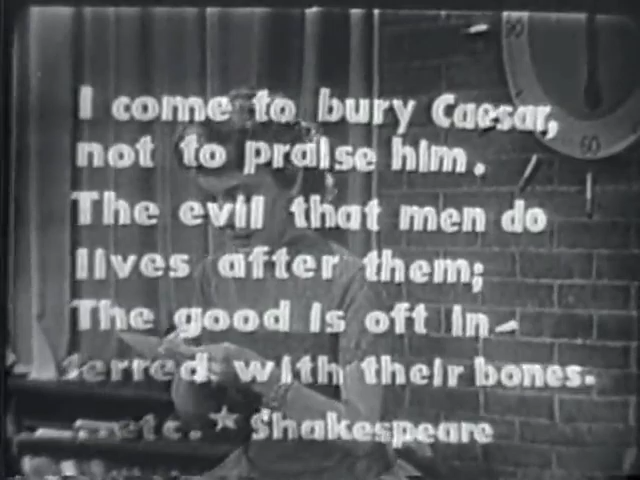 I come to bury Caesar,
not to praise him.
The evil that men do
lives after them;
The good is oft in-
terred with their bones.
...etc. * Shakespeare
60